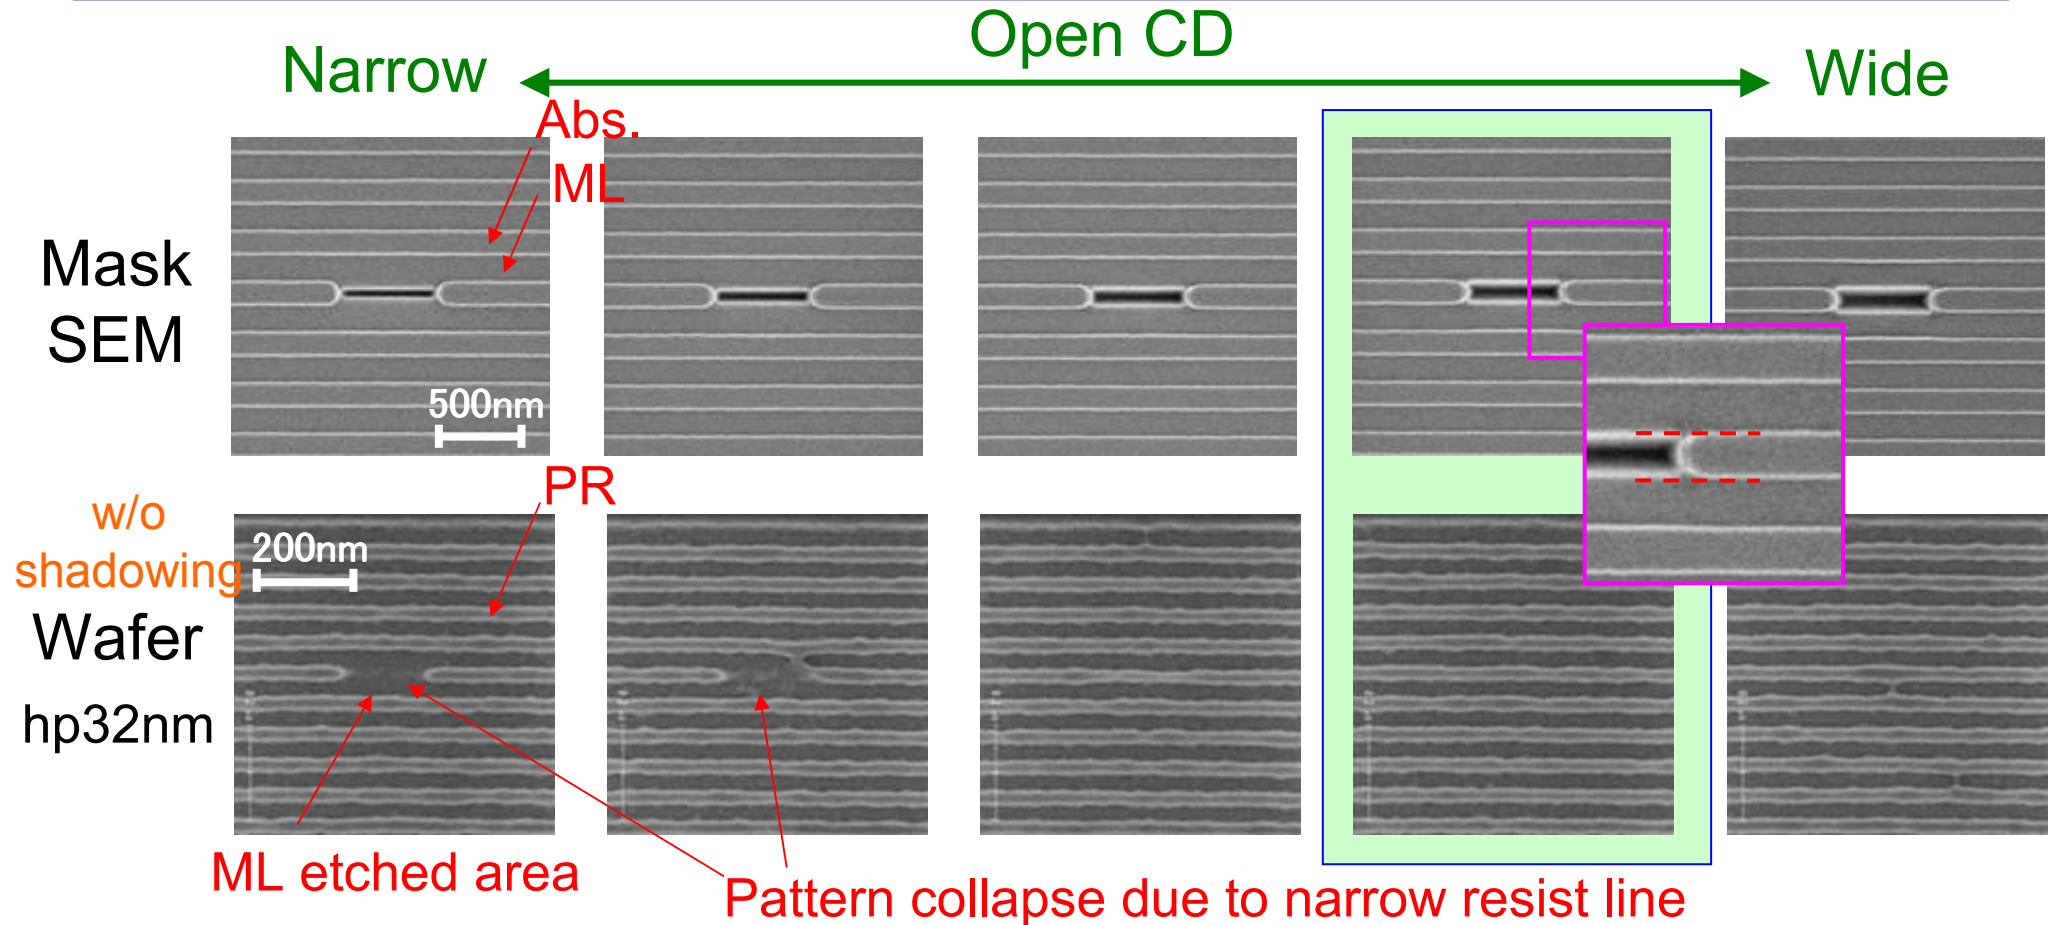 Open CD
Narrow
Wide
Abs.
ML
Mask
SEM
500nm
PR
w/o
shadowing
200nm
Wafer
hp32nm
ML etched area
Pattern collapse due to narrow resist line